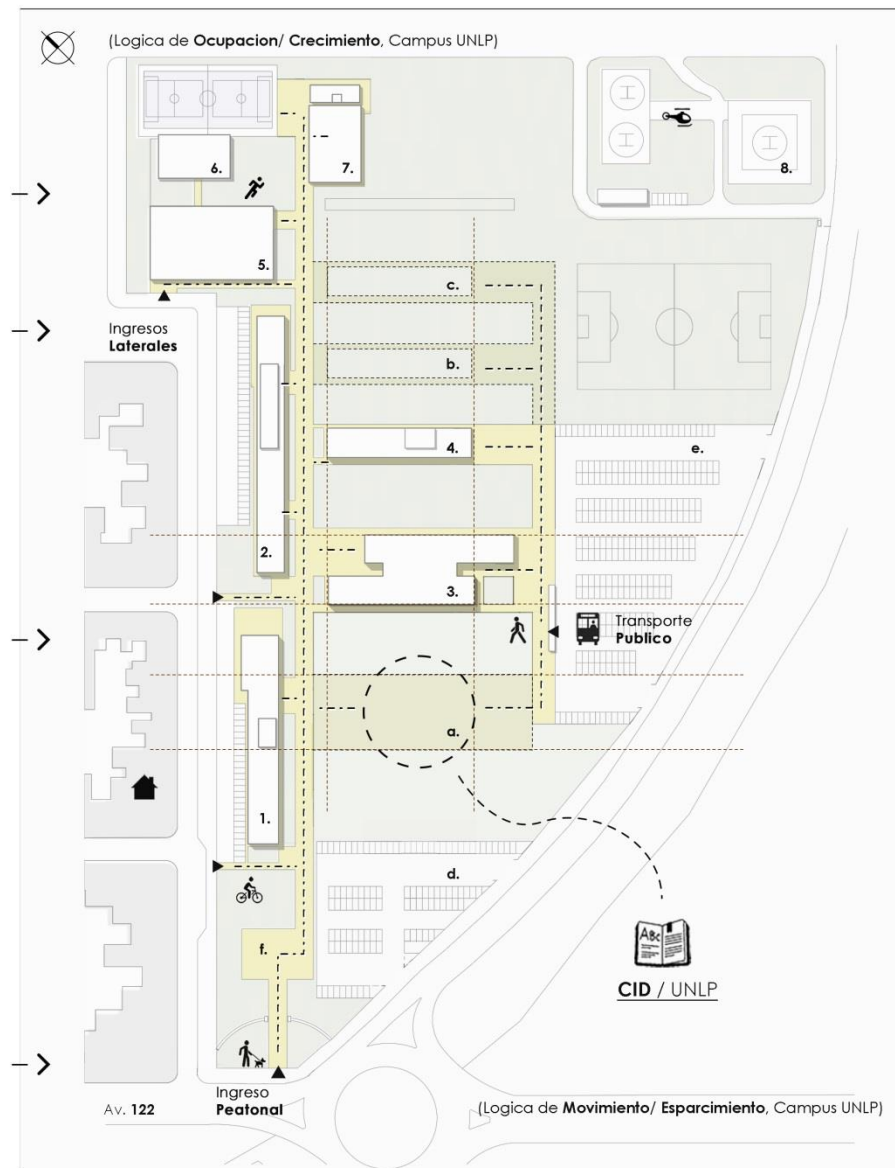 (Logica de Ocupacion/ Crecimiento, Campus UNLP)
6.
7.
8.
5.
c.
Ingresos
Laterales
b.
4.
e.
2.
3.
Transporte
Publico
a.
1.
d.
ABc
f.
CID / UNLP
Ingreso
Peatonal
Av. 122
(Logica de Movimiento/ Esparcimiento, Campus UNLP)
H
H
H